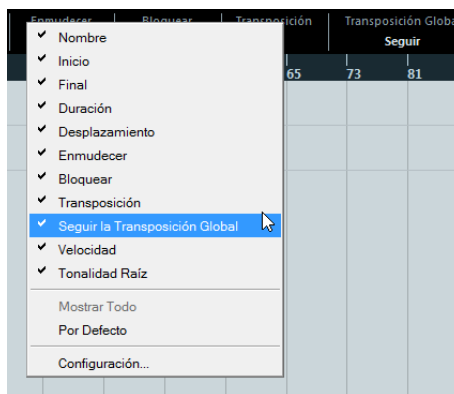 Enmudecer Bloquear Transposición Transposición Globa
Seguir
65 73 81
Nombre
Inicio
Final
Duración
Desplazamiento
Enmudecer
Bloquear
Transposición
Seguir la Transposición Global
Velocidad
Tonalidad Raíz
Mostrar Todo
Por Defecto
Configuración...